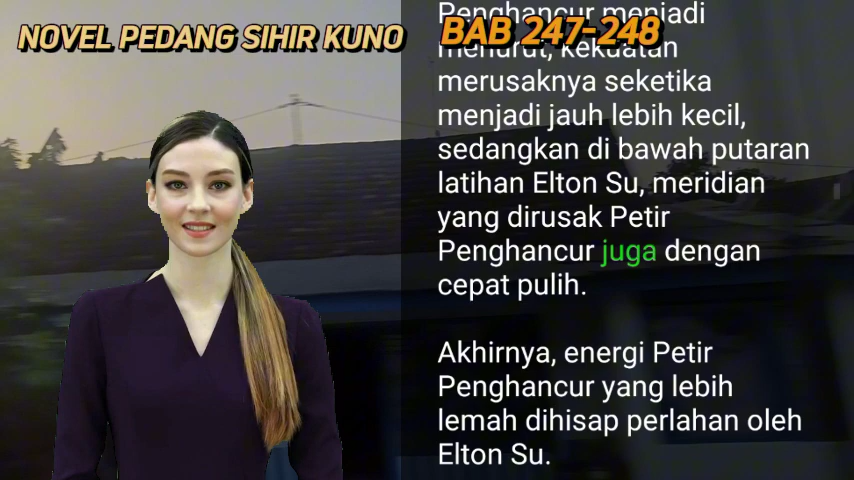 NOVEL PEDANG SIHIR KUNO
BAB 247-248
Penghancur menjadi
menurut, kekuatan
merusaknya seketika
menjadi jauh lebih kecil,
sedangkan di bawah putaran
latihan Elton Su, meridian
yang dirusak Petir
Penghancur juga dengan
cepat pulih.
Akhirnya, energi Petir
Penghancur yang lebih
lemah dihisap perlahan oleh
Elton Su.